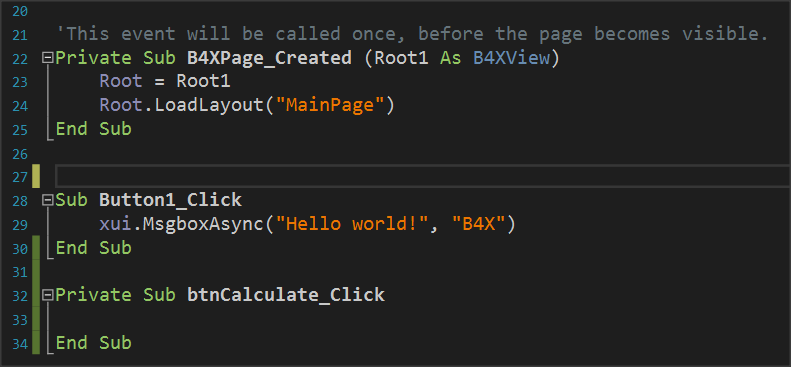 20
21 'This event will be called once, before the page becomes visible.
22 Private Sub B4XPage_Created (Root1 As B4XView)
23 Root = Root1
24 Root.LoadLayout("MainPage")
25 End Sub
26
27
28 Sub Button1_Click
29 xui.MsgboxAsync("Hello world!", "B4X")
30 End Sub
31
32 Private Sub btnCalculate_Click
33
34 End Sub